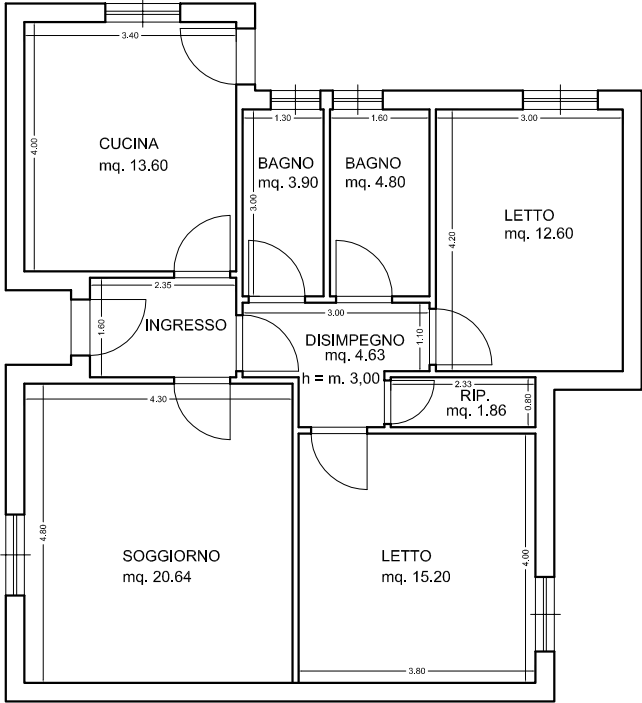 3.40
4.00
CUCINA
mq. 13.60
1.30
3.00
BAGNO
mq. 3.90
1.60
BAGNO
mq. 4.80
3.00
4.20
LETTO
mq. 12.60
2.35
1.60
INGRESSO
3.00
1.10
DISIMPEGNO
mq. 4.63
h = m. 3,00
2.33
0.80
RIP.
mq. 1.86
4.30
4.80
SOGGIORNO
mq. 20.64
LETTO
mq. 15.20
4.00
3.80